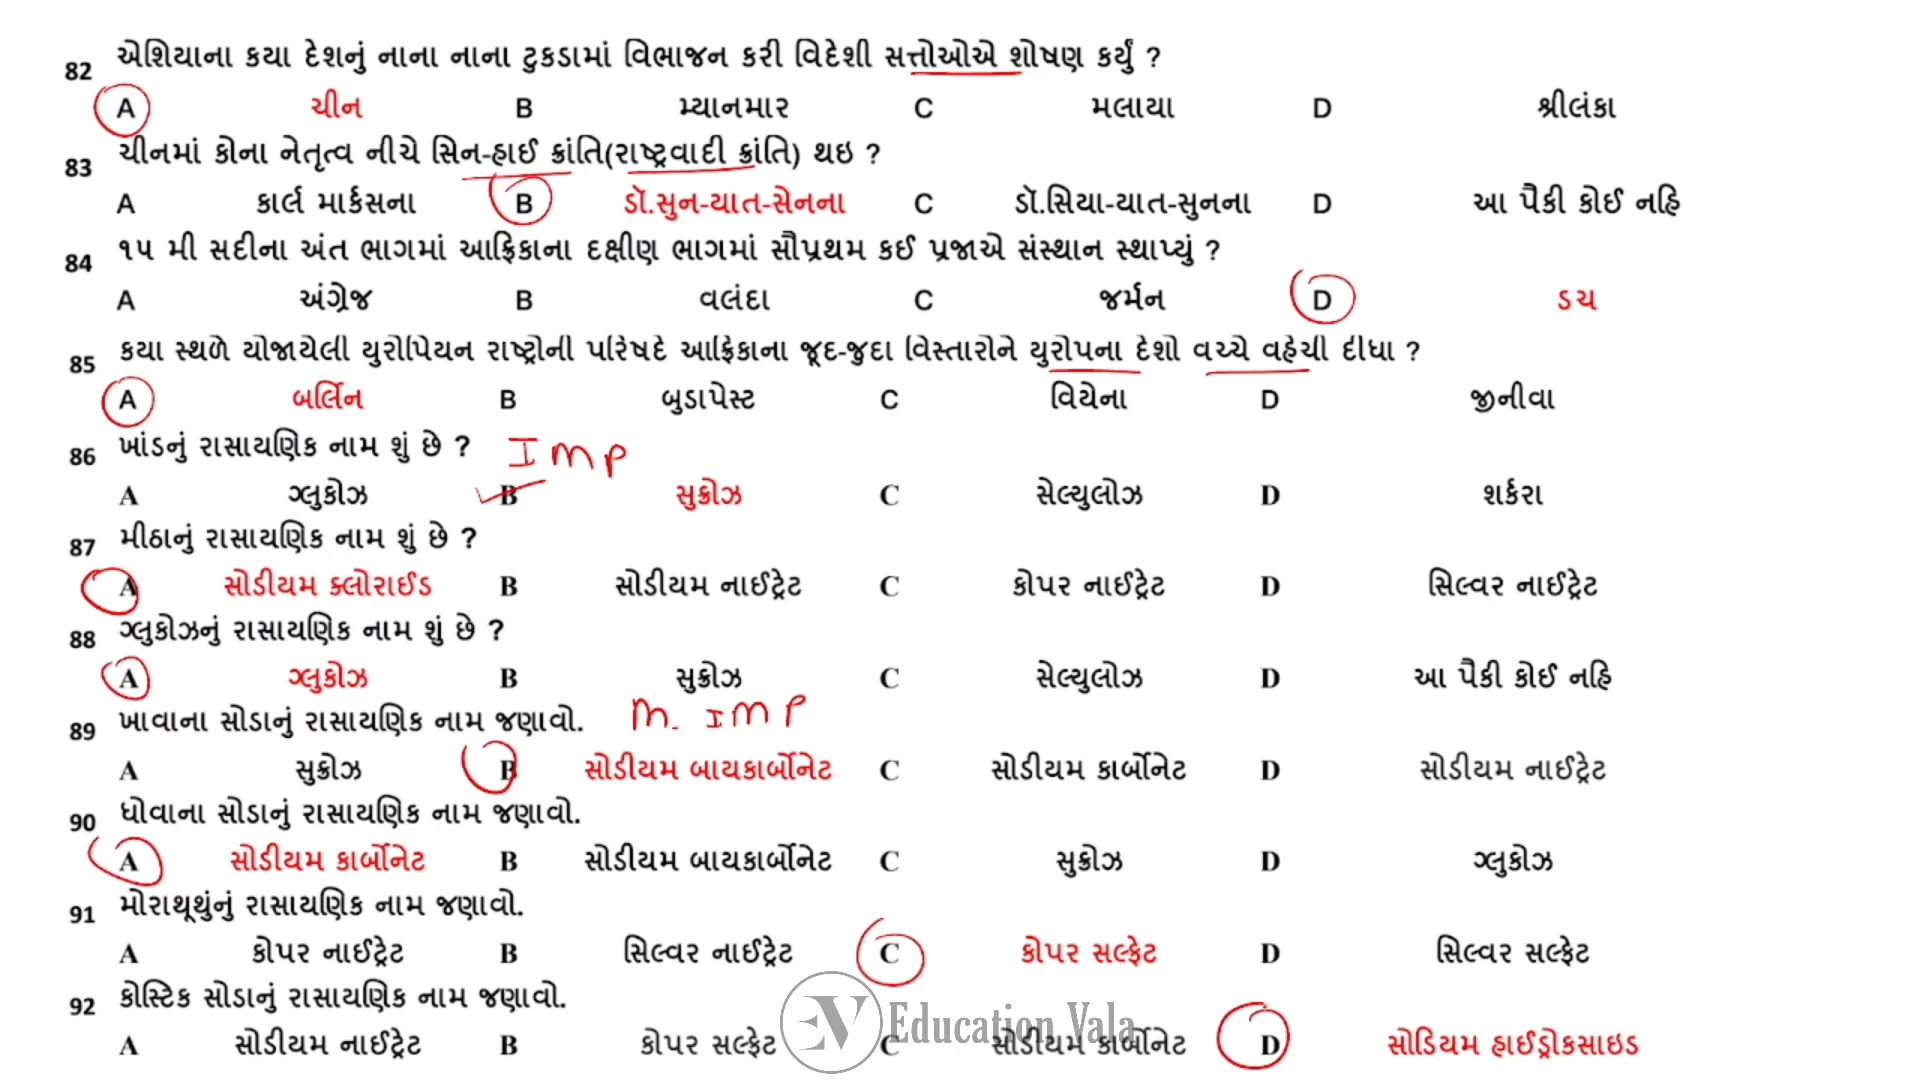 82 એશિયાના કયા દેશનું નાના નાના ટુકડામાં વિભાજન કરી વિદેશી સત્તોઓએ શોષણ કર્યું ?
A ચીન B મ્યાનમાર C મલાયા D શ્રીલંકા
83 ચીનમાં કોના નેતૃત્વ નીચે સિન-હાઈ ક્રાંતિ(રાષ્ટ્રવાદી ક્રાંતિ) થઇ ?
A કાર્લ માર્કસના B ડૉ.સુન-યાત-સેનના C ડૉ.સિયા-યાત-સુનના D આ પૈકી કોઈ નહિ
84 ૧૫ મી સદીના અંત ભાગમાં આફ્રિકાના દક્ષીણ ભાગમાં સૌપ્રથમ કઈ પ્રજાએ સંસ્થાન સ્થાપ્યું ?
A અંગ્રેજ B વલંદા C જર્મન D ડચ
85 કયા સ્થળે યોજાયેલી યુરોપિયન રાષ્ટ્રોની પરિષદે આફ્રિકાના જૂદ-જુદા વિસ્તારોને યુરોપના દેશો વચ્ચે વહેચી દીધા ?
A બર્લિન B બુડાપેસ્ટ C વિયેના D જીનીવા
86 ખાંડનું રાસાયણિક નામ શું છે ? IMP
A ગ્લુકોઝ B સુક્રોઝ C સેલ્યુલોઝ D શર્કરા
87 મીઠાનું રાસાયણિક નામ શું છે ?
A સોડીયમ ક્લોરાઈડ B સોડીયમ નાઈટ્રેટ C કોપર નાઈટ્રેટ D સિલ્વર નાઈટ્રેટ
88 ગ્લુકોઝનું રાસાયણિક નામ શું છે ?
A ગ્લુકોઝ B સુક્રોઝ C સેલ્યુલોઝ D આ પૈકી કોઈ નહિ
89 ખાવાના સોડાનું રાસાયણિક નામ જણાવો. M. IMP
A સુક્રોઝ B સોડીયમ બાયકાર્બોનેટ C સોડીયમ કાર્બોનેટ D સોડીયમ નાઈટ્રેટ
90 ધોવાના સોડાનું રાસાયણિક નામ જણાવો.
A સોડીયમ કાર્બોનેટ B સોડીયમ બાયકાર્બોનેટ C સુક્રોઝ D ગ્લુકોઝ
91 મોરાથૂથુંનું રાસાયણિક નામ જણાવો.
A કોપર નાઈટ્રેટ B સિલ્વર નાઈટ્રેટ C કોપર સલ્ફેટ D સિલ્વર સલ્ફેટ
92 કોસ્ટિક સોડાનું રાસાયણિક નામ જણાવો.
A સોડીયમ નાઈટ્રેટ B કોપર સલ્ફેટ C સોડીયમ કાર્બોનેટ D સોડિયમ હાઈડ્રોકસાઇડ
EV Education Vala